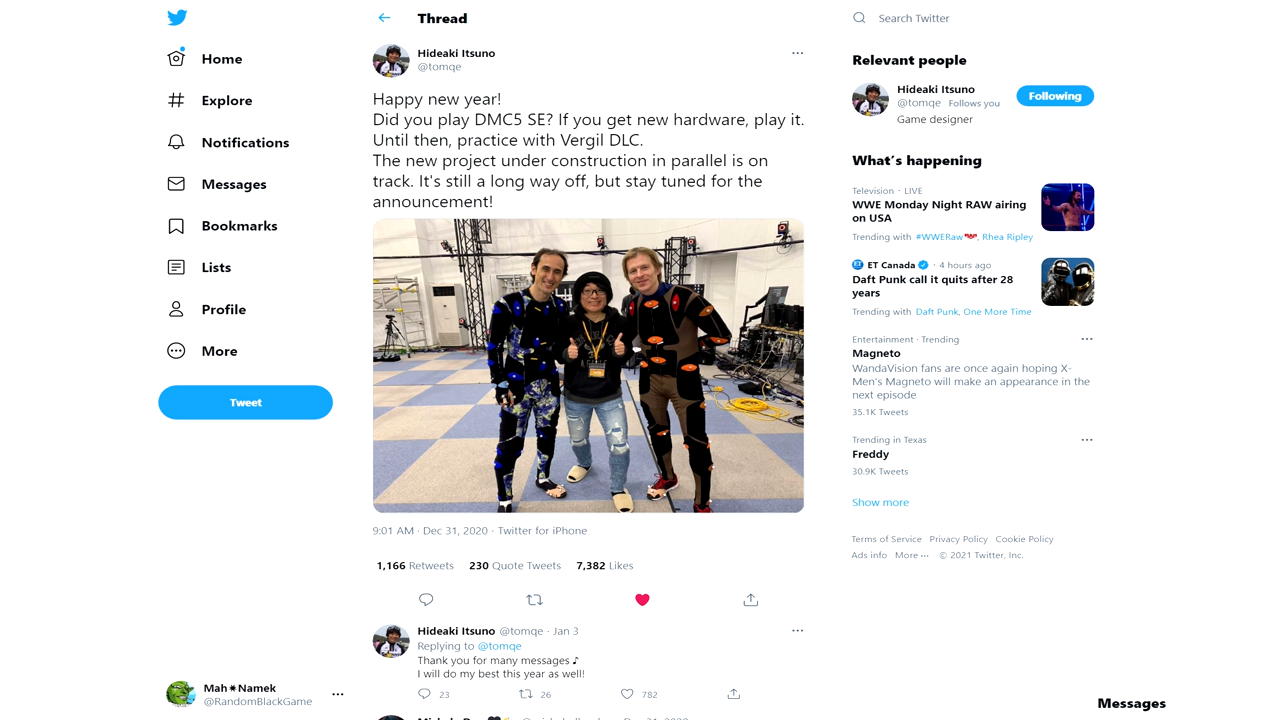 Home
Explore
Notifications
Messages
Bookmarks
Lists
Profile
More
Tweet
Mah✷Namek
@RandomBlackGame
Thread
Hideaki Itsuno
@tomqe
Happy new year!
Did you play DMC5 SE? If you get new hardware, play it.
Until then, practice with Vergil DLC.
The new project under construction in parallel is on
track. It's still a long way off, but stay tuned for the
announcement!
9:01 AM · Dec 31, 2020 · Twitter for iPhone
1,166 Retweets 230 Quote Tweets 7,382 Likes
Hideaki Itsuno @tomqe · Jan 3
Replying to @tomqe
Thank you for many messages♪
I will do my best this year as well!
23 26 782
Search Twitter
Relevant people
Hideaki Itsuno
@tomqe Follows you
Following
Game designer
What's happening
Television · LIVE
WWE Monday Night RAW airing
on USA
Trending with #WWERaw, Rhea Ripley
ET Canada · 4 hours ago
Daft Punk call it quits after 28
years
Trending with Daft Punk, One More Time
Entertainment · Trending
Magneto
WandaVision fans are once again hoping X-
Men's Magneto will make an appearance in the
next episode
35.1K Tweets
Trending in Texas
Freddy
30.9K Tweets
Show more
Terms of Service Privacy Policy Cookie Policy
Ads info More ··· © 2021 Twitter, Inc.
Messages